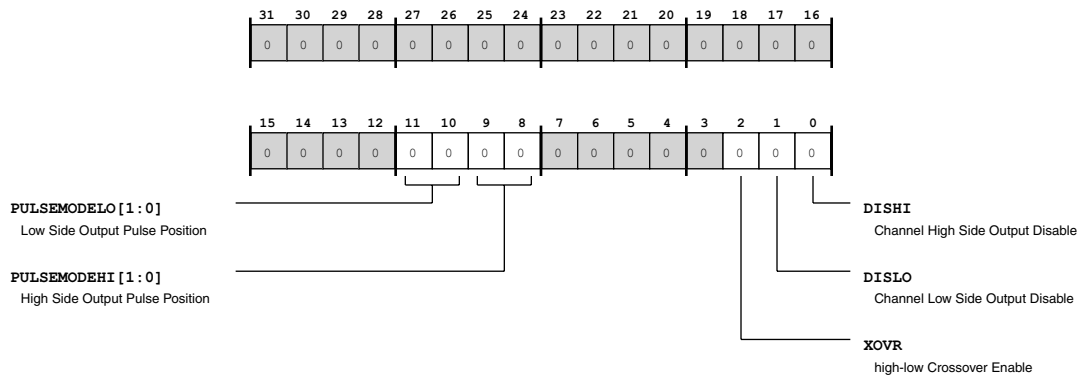 31 30 29 28 27 26 25 24 23 22 21 20 19 18 17 16
0 0 0 0 0 0 0 0 0 0 0 0 0 0 0 0
15 14 13 12 11 10 9 8 7 6 5 4 3 2 1 0
0 0 0 0 0 0 0 0 0 0 0 0 0 0 0 0
PULSEMODELO[1:0]
Low Side Output Pulse Position
PULSEMODEHI[1:0]
High Side Output Pulse Position
DISHI
Channel High Side Output Disable
DISLO
Channel Low Side Output Disable
XOVR
high-low Crossover Enable